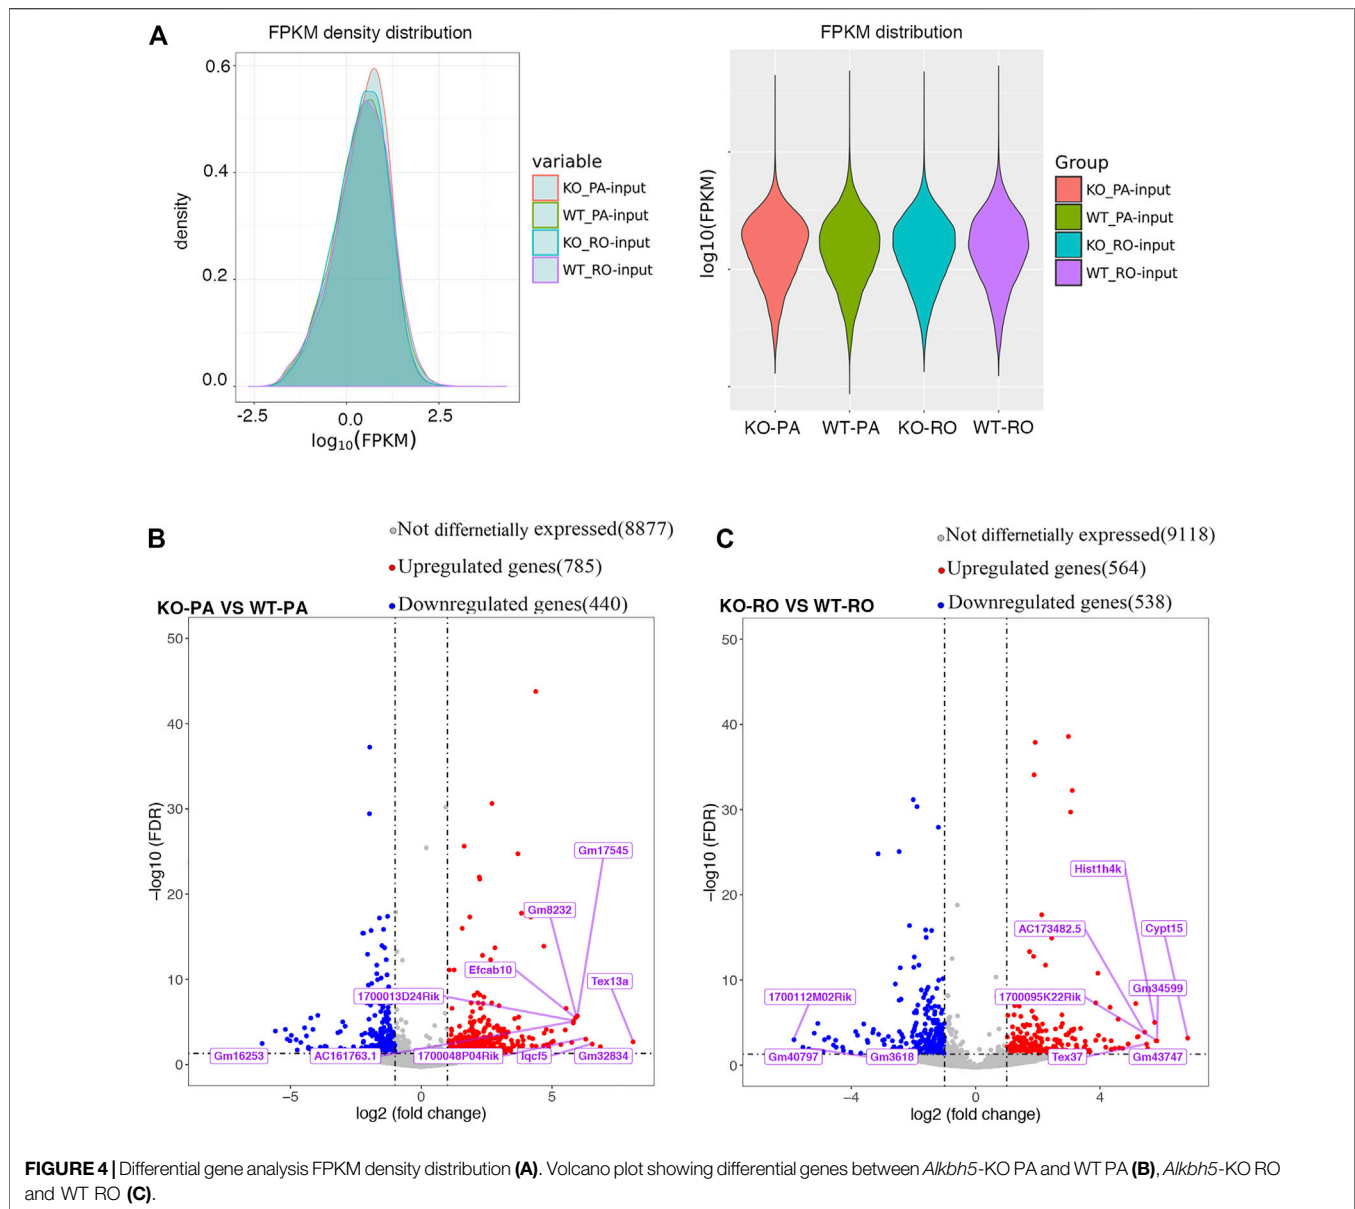 A
FPKM density distribution
0.6
0.4
0.2
0.0
density
-2.5
0.0
2.5
log10(FPKM)
variable
KO_PA-input
WT_PA-input
KO_RO-input
WT_RO-input
FPKM distribution
log10(FPKM)
KO-PA
WT-PA
KO-RO
WT-RO
Group
KO_PA-input
WT_PA-input
KO_RO-input
WT_RO-input
B
Not differnetially expressed(8877)
Upregulated genes(785)
Downregulated genes(440)
KO-PA VS WT-PA
50
40
30
20
10
0
−log10 (FDR)
Gm17545
Gm8232
Efcab10
Tex13a
1700013D24Rik
Gm16253
AC161763.1
1700048P04Rik
Iqcf5
Gm32834
−5
0
5
log2 (fold change)
C
Not differnetially expressed(9118)
Upregulated genes(564)
Downregulated genes(538)
KO-RO VS WT-RO
50
40
30
20
10
0
−log10 (FDR)
Hist1h4k
AC173482.5
Cypt15
Gm34599
1700112M02Rik
1700095K22Rik
Gm40797
Gm3618
Tex37
Gm43747
−4
0
4
log2 (fold change)
FIGURE 4 | Differential gene analysis FPKM density distribution (A). Volcano plot showing differential genes between Alkbh5-KO PA and WT PA (B), Alkbh5-KO RO
and WT RO (C).